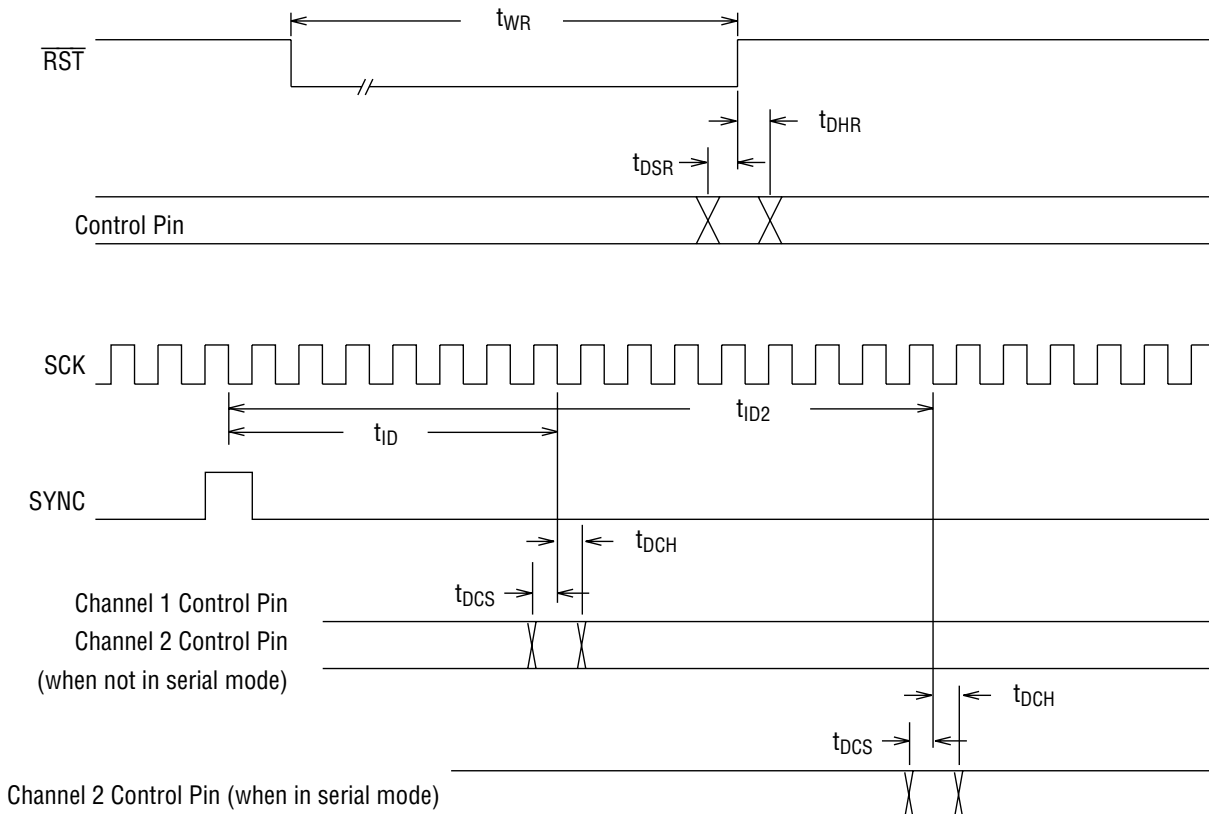 tWR
RST
tDHR
tDSR
Control Pin
SCK
tID2
tID
SYNC
tDCH
tDCS
Channel 1 Control Pin
Channel 2 Control Pin
(when not in serial mode)
tDCH
tDCS
Channel 2 Control Pin (when in serial mode)